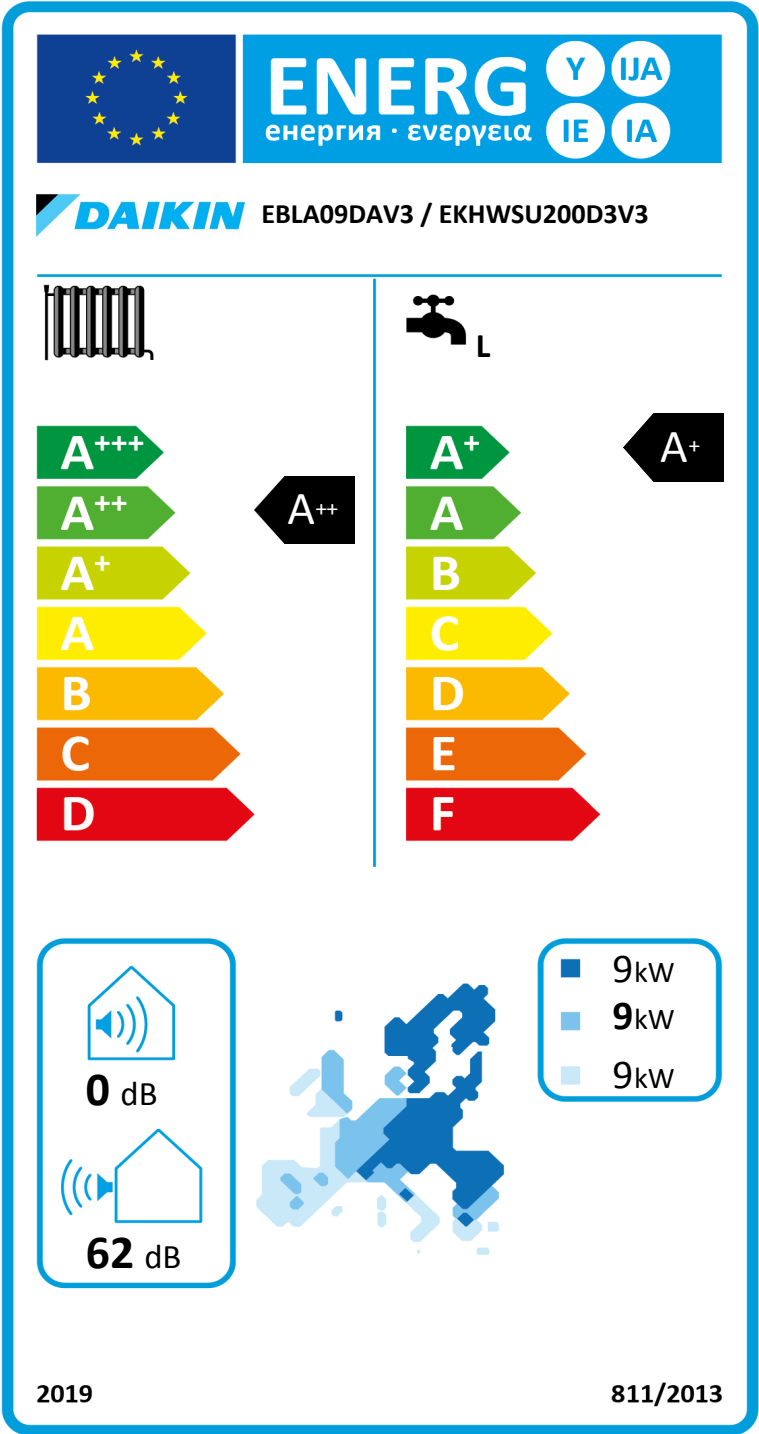 ENERG Y IJA
енергия · ενεργεια IE IA
DAIKIN EBLA09DAV3 / EKHWSU200D3V3
L
A+++
A++
A+
A
B
C
D
A++
A+
A
B
C
D
E
F
A+
0 dB
62 dB
9kW
9kW
9kW
2019 811/2013